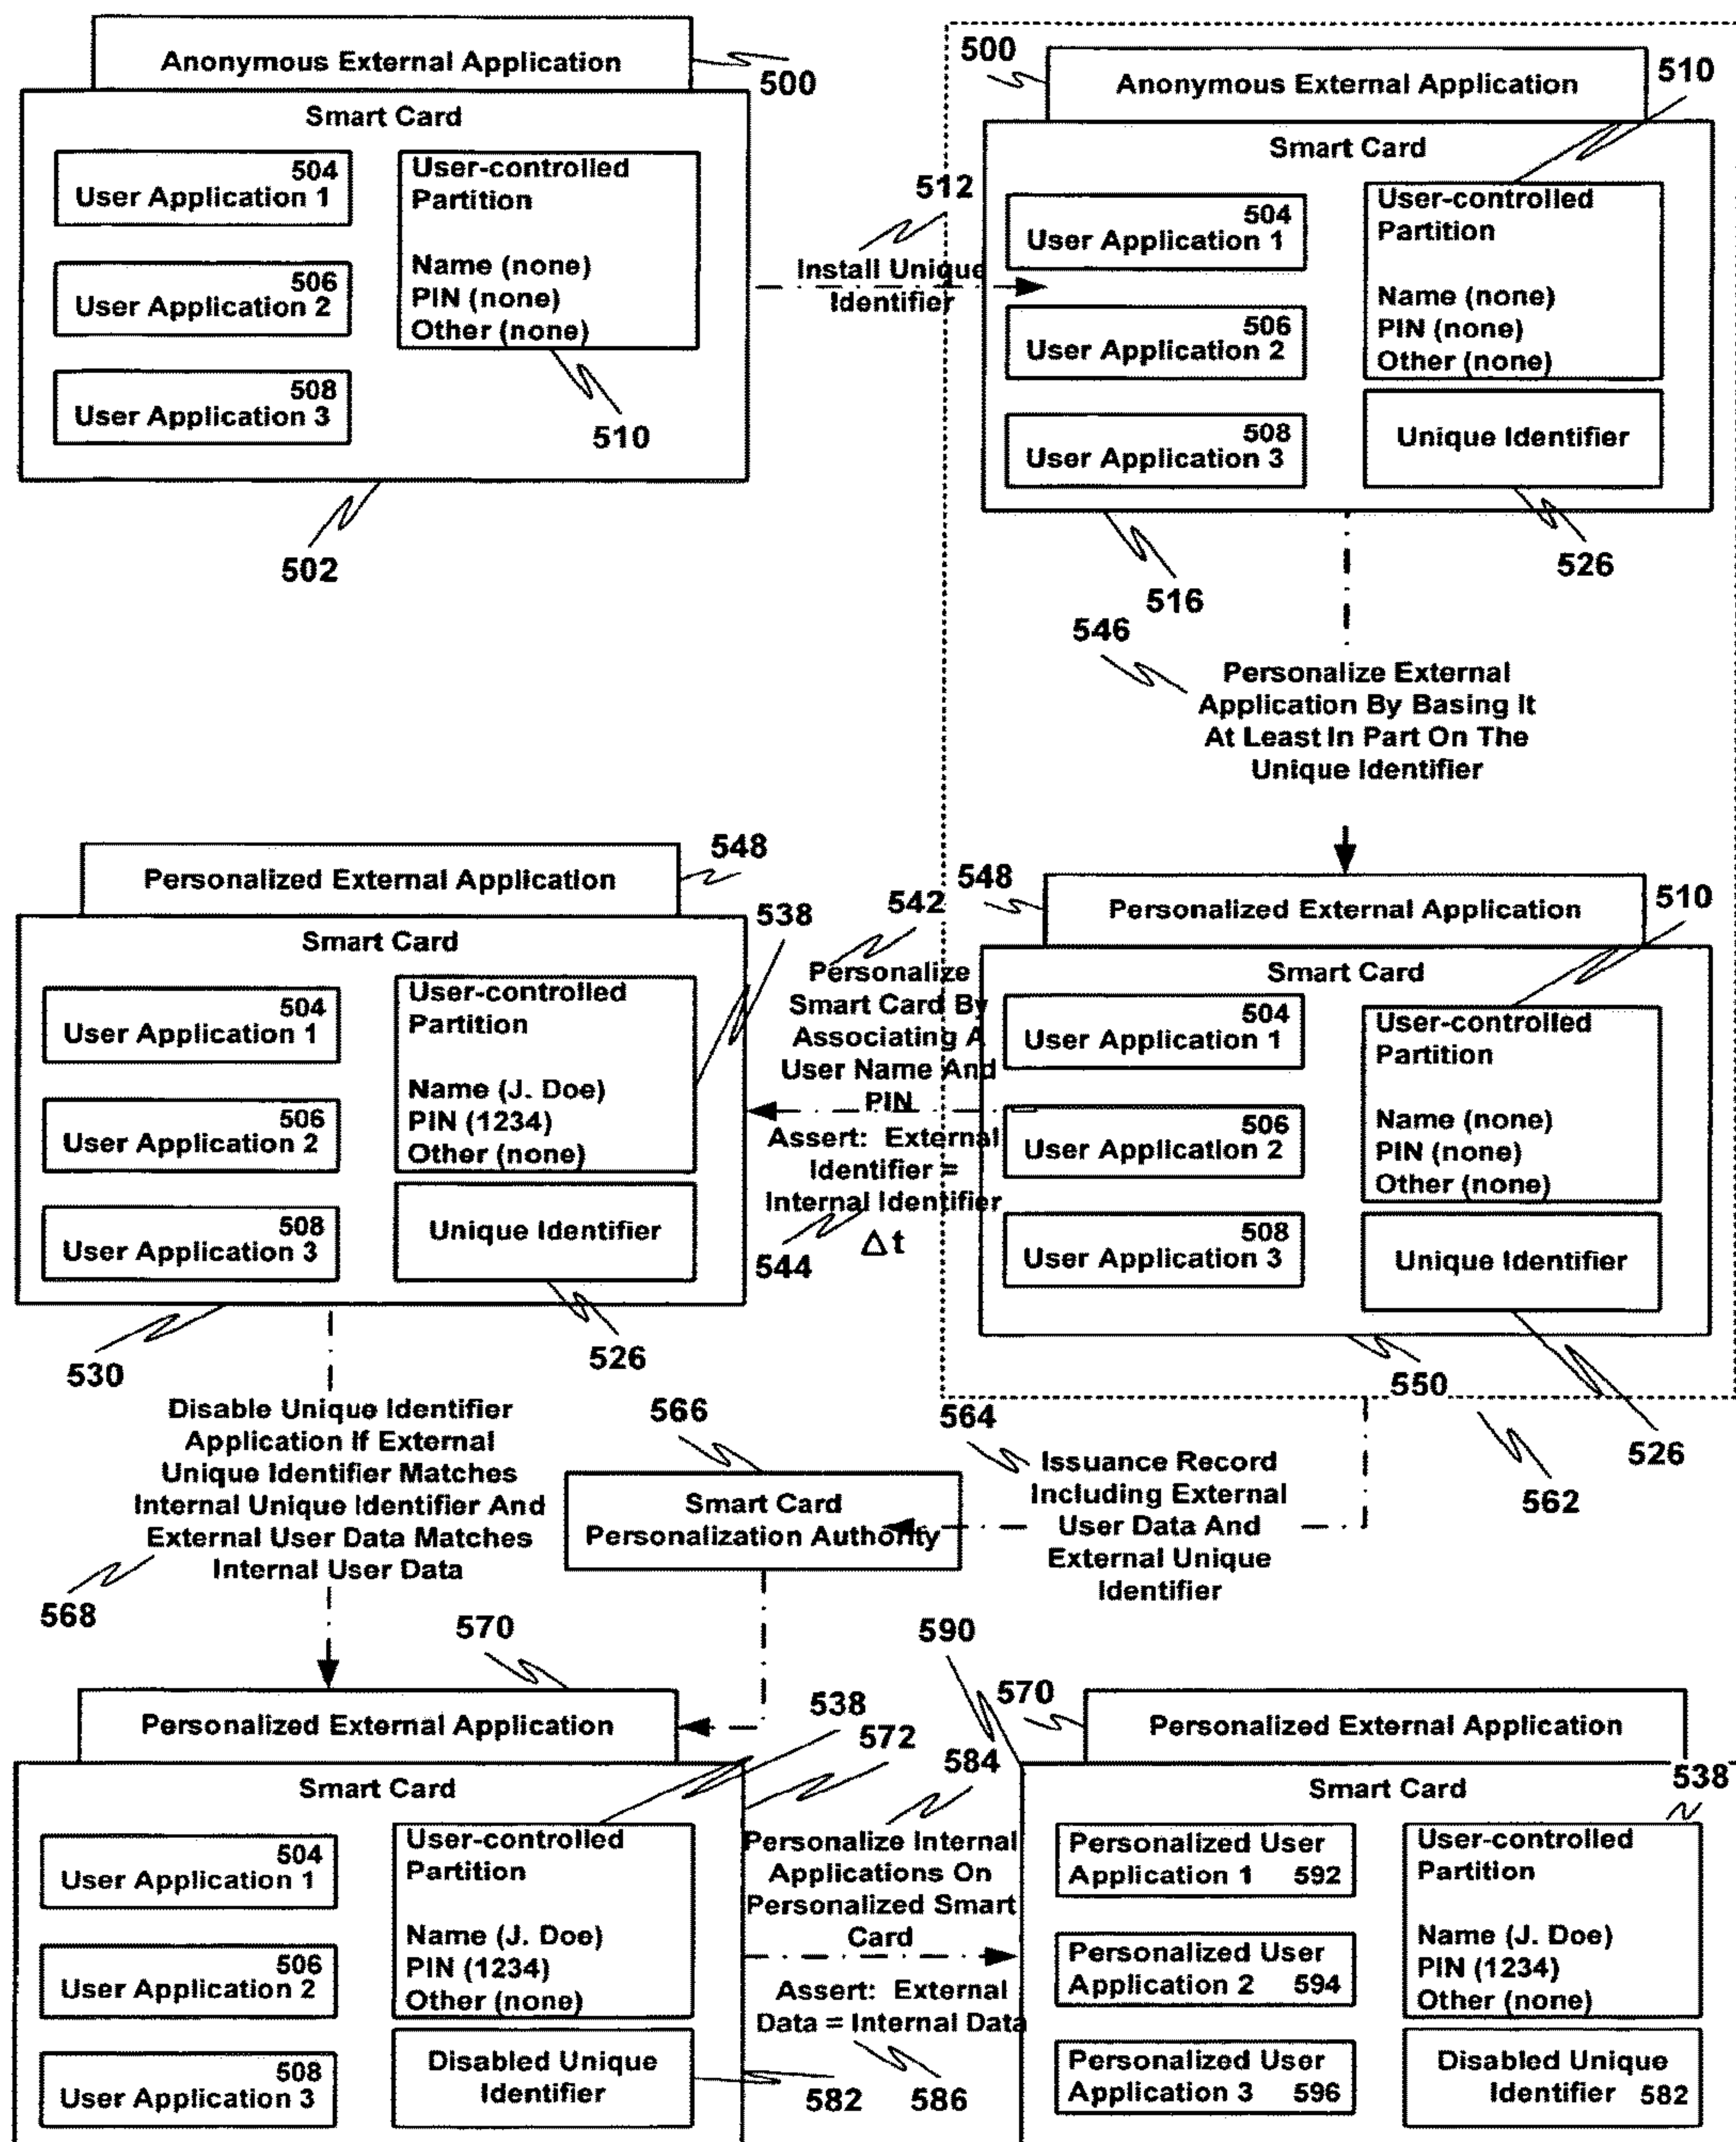 Anonymous External Application
500
Smart Card
504
User Application 1
506
User Application 2
508
User Application 3
User-controlled
Partition
Name (none)
PIN (none)
Other (none)
510
502
512
Install Unique
Identifier
500
Anonymous External Application
510
Smart Card
504
User Application 1
506
User Application 2
508
User Application 3
User-controlled
Partition
Name (none)
PIN (none)
Other (none)
Unique Identifier
516
526
546
Personalize External
Application By Basing It
At Least In Part On The
Unique Identifier
548
Personalized External Application
510
Smart Card
504
User Application 1
506
User Application 2
508
User Application 3
User-controlled
Partition
Name (none)
PIN (none)
Other (none)
Unique Identifier
550
526
562
542
Personalize
Smart Card By
Associating A
User Name And
PIN
Assert: External
Identifier =
Internal Identifier
544
Δt
Personalized External Application
548
538
Smart Card
504
User Application 1
506
User Application 2
508
User Application 3
User-controlled
Partition
Name (J. Doe)
PIN (1234)
Other (none)
Unique Identifier
530
526
564
Issuance Record
Including External
User Data And
External Unique
Identifier
566
Smart Card
Personalization Authority
Disable Unique Identifier
Application If External
Unique Identifier Matches
Internal Unique Identifier And
External User Data Matches
Internal User Data
568
570
Personalized External Application
538
572
Smart Card
504
User Application 1
506
User Application 2
508
User Application 3
User-controlled
Partition
Name (J. Doe)
PIN (1234)
Other (none)
Disabled Unique
Identifier
582
584
Personalize Internal
Applications On
Personalized Smart
Card
Assert: External
Data = Internal Data
586
590
570
Personalized External Application
538
Smart Card
Personalized User
Application 1 592
Personalized User
Application 2 594
Personalized User
Application 3 596
User-controlled
Partition
Name (J. Doe)
PIN (1234)
Other (none)
Disabled Unique
Identifier 582